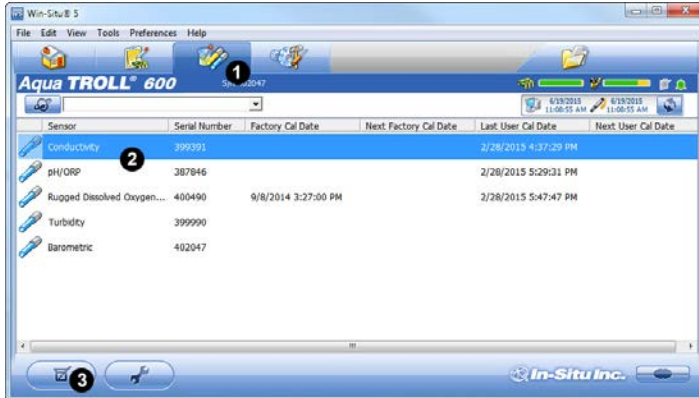 Win-Situ® 5
File Edit View Tools Preferences Help
1
Aqua TROLL® 600
6/19/2015 11:08:55 AM 6/19/2015 11:08:55 AM
Sensor Serial Number Factory Cal Date Next Factory Cal Date Last User Cal Date Next User Cal Date
Conductivity 399391 2/28/2015 4:37:29 PM
2
pH/ORP 387846 2/28/2015 5:29:31 PM
Rugged Dissolved Oxygen... 400490 9/8/2014 3:27:00 PM 2/28/2015 5:47:47 PM
Turbidity 399990
Barometric 402047
3
In-Situ Inc.